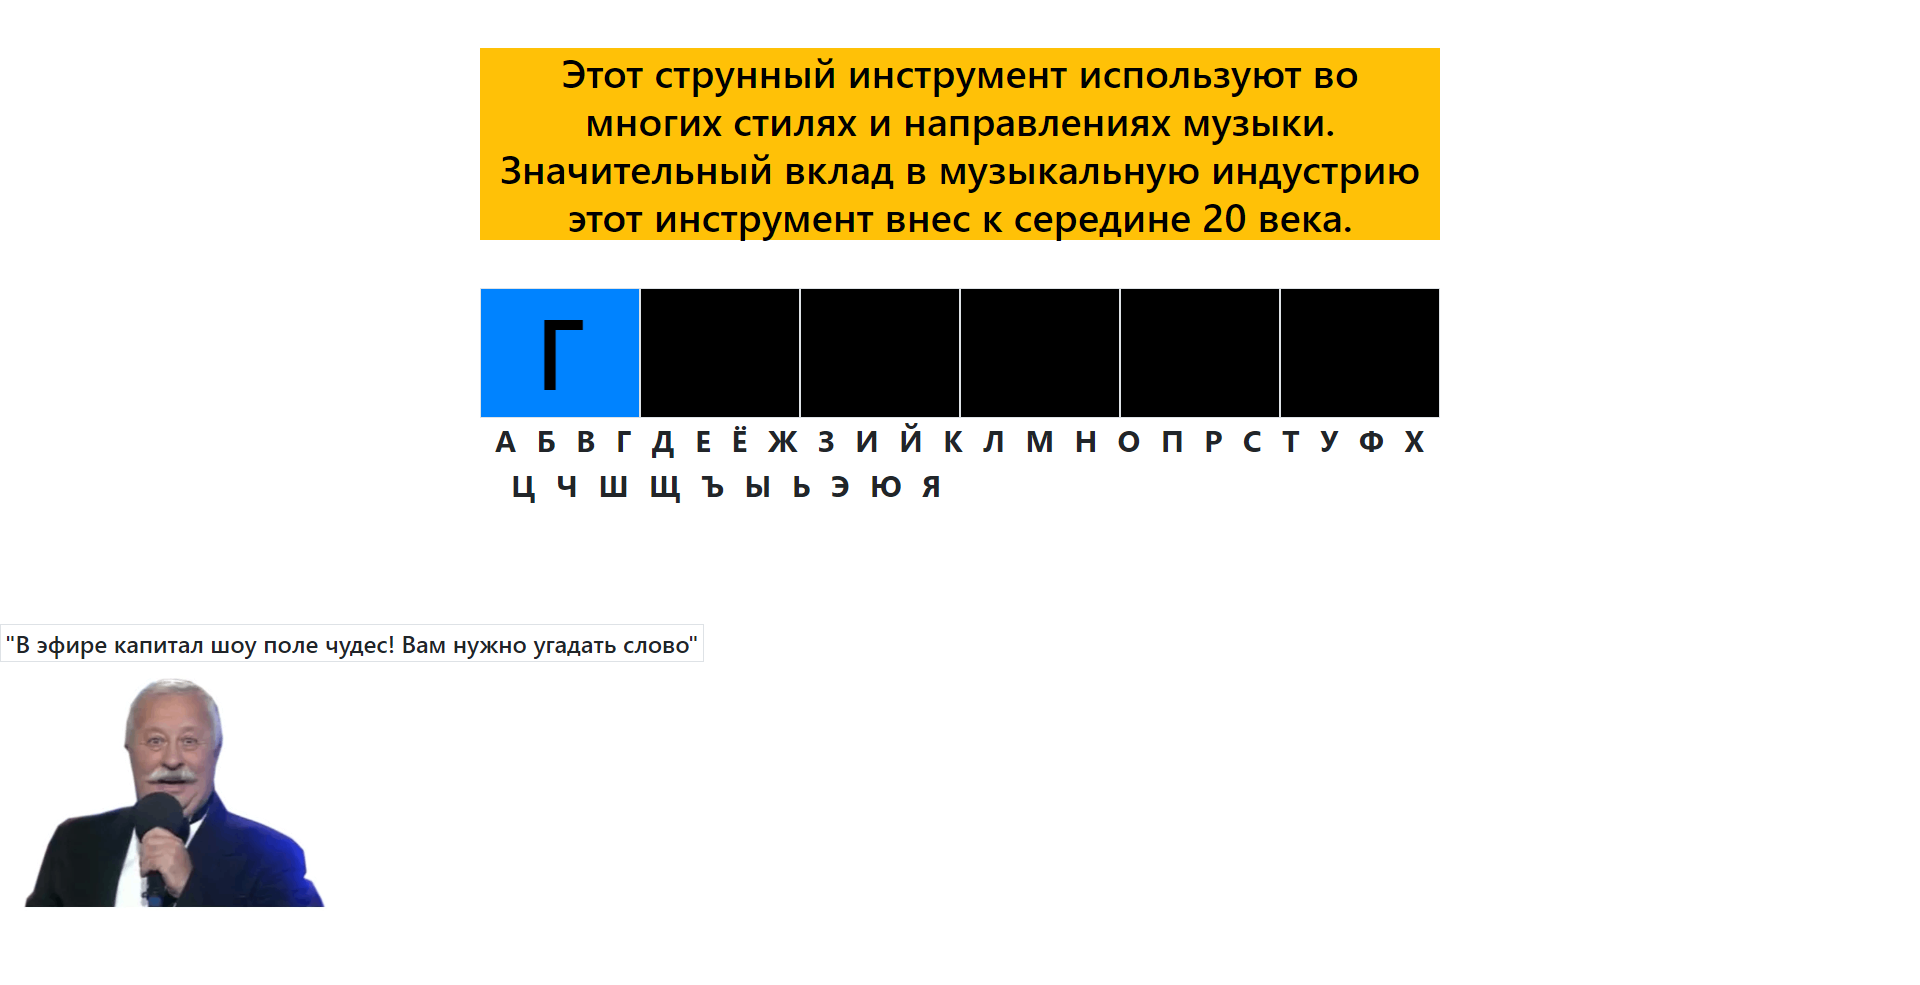 Этот струнный инструмент используют во
многих стилях и направлениях музыки.
Значительный вклад в музыкальную индустрию
этот инструмент внес к середине 20 века.
Г
А Б В Г Д Е Ё Ж З И Й К Л М Н О П Р С Т У Ф Х
Ц Ч Ш Щ Ъ Ы Ь Э Ю Я
"В эфире капитал шоу поле чудес! Вам нужно угадать слово"